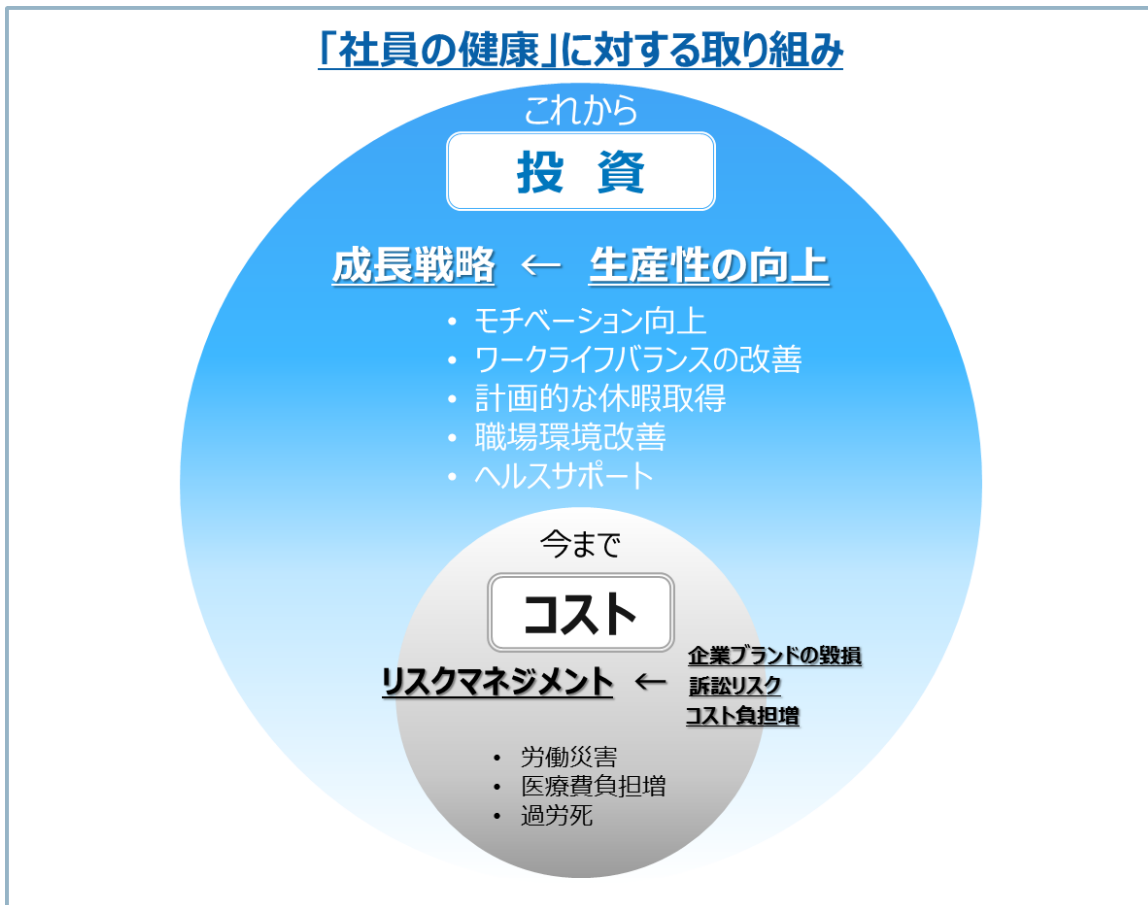 「社員の健康」に対する取り組み
これから
投 資
成長戦略 ← 生産性の向上
• モチベーション向上
• ワークライフバランスの改善
• 計画的な休暇取得
• 職場環境改善
• ヘルスサポート
今まで
コスト
リスクマネジメント ←
企業ブランドの毀損
訴訟リスク
コスト負担増
• 労働災害
• 医療費負担増
• 過労死